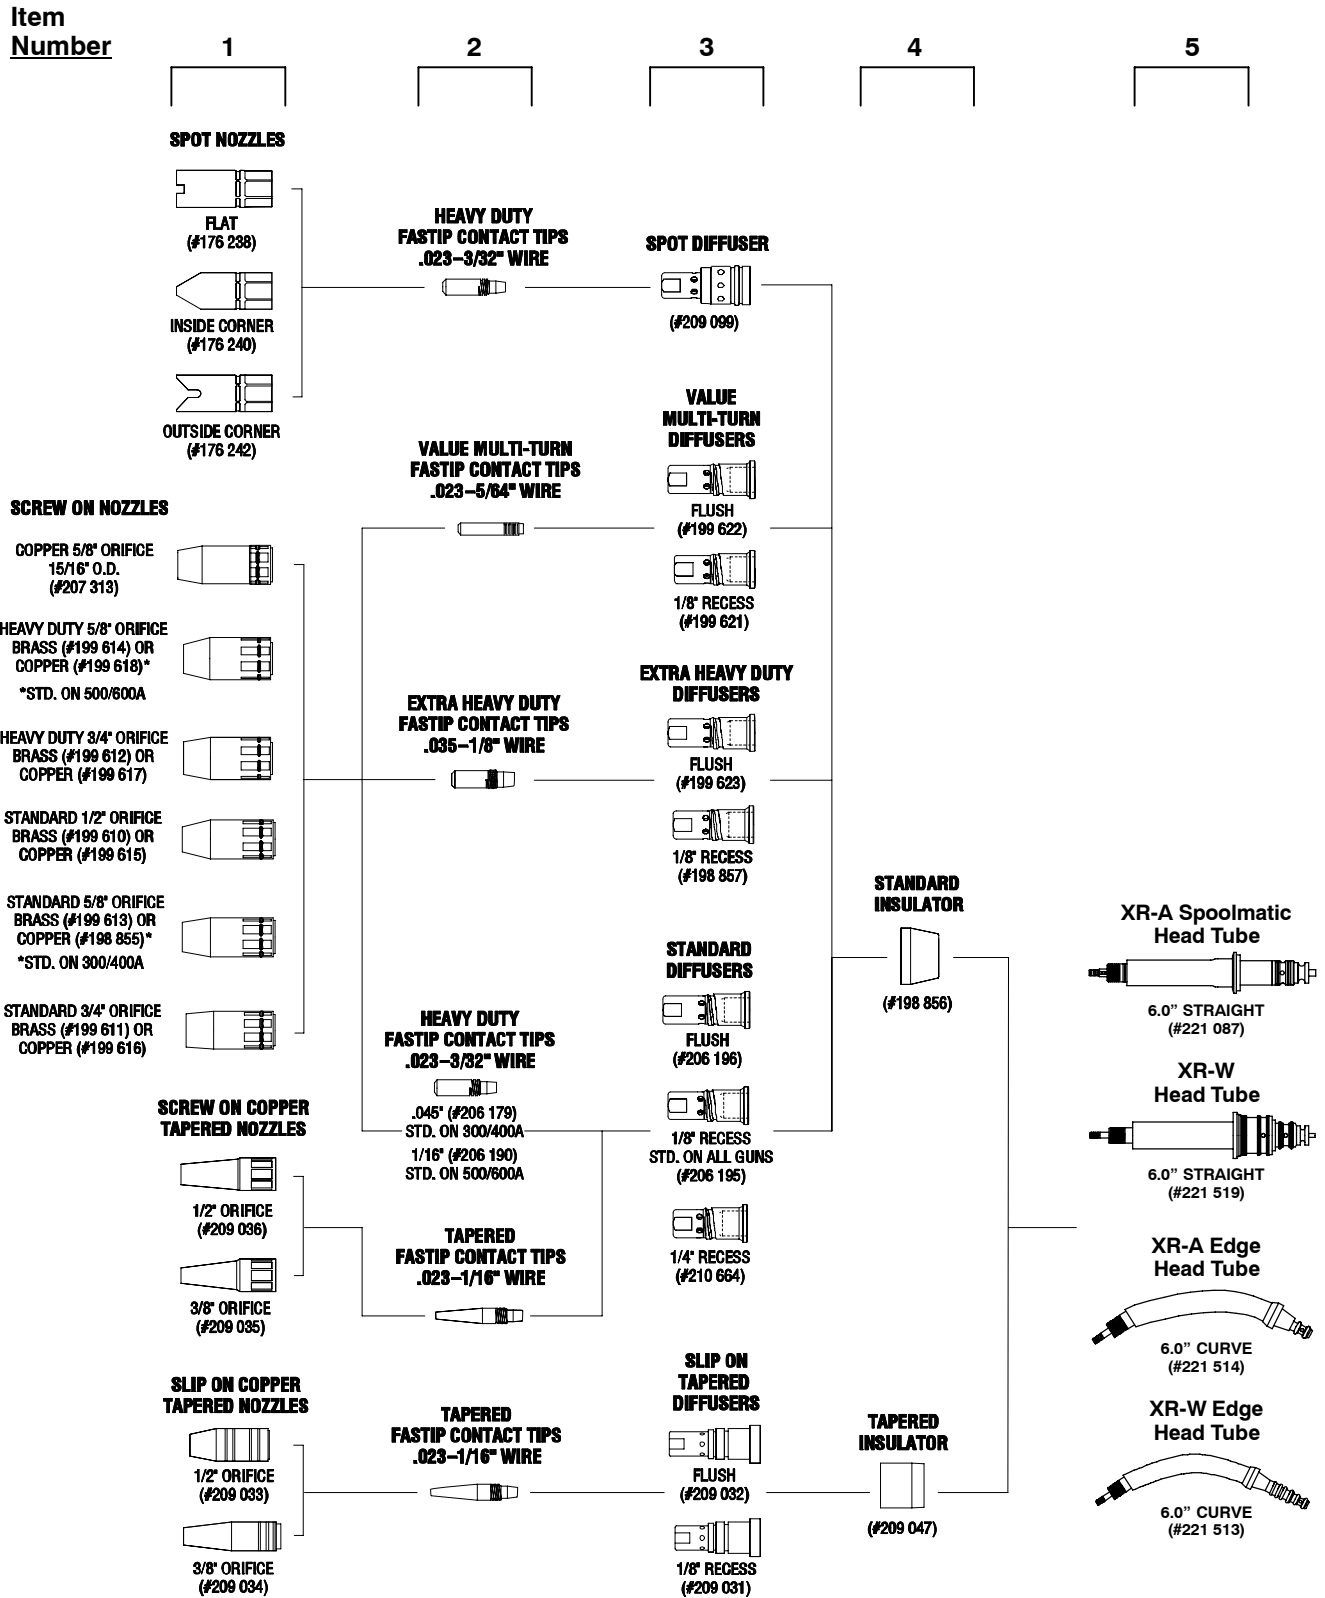 Item
Number
1
2
3
4
5
SPOT NOZZLES
FLAT
(#176 238)
INSIDE CORNER
(#176 240)
OUTSIDE CORNER
(#176 242)
SCREW ON NOZZLES
COPPER 5/8" ORIFICE
15/16" O.D.
(#207 313)
HEAVY DUTY 5/8" ORIFICE
BRASS (#199 614) OR
COPPER (#199 618)*
*STD. ON 500/600A
HEAVY DUTY 3/4" ORIFICE
BRASS (#199 612) OR
COPPER (#199 617)
STANDARD 1/2" ORIFICE
BRASS (#199 610) OR
COPPER (#199 615)
STANDARD 5/8" ORIFICE
BRASS (#199 613) OR
COPPER (#198 855)*
*STD. ON 300/400A
STANDARD 3/4" ORIFICE
BRASS (#199 611) OR
COPPER (#199 616)
SCREW ON COPPER
TAPERED NOZZLES
1/2" ORIFICE
(#209 036)
3/8" ORIFICE
(#209 035)
SLIP ON COPPER
TAPERED NOZZLES
1/2" ORIFICE
(#209 033)
3/8" ORIFICE
(#209 034)
HEAVY DUTY
FASTIP CONTACT TIPS
.023–3/32" WIRE
VALUE MULTI-TURN
FASTIP CONTACT TIPS
.023–5/64" WIRE
EXTRA HEAVY DUTY
FASTIP CONTACT TIPS
.035–1/8" WIRE
HEAVY DUTY
FASTIP CONTACT TIPS
.023–3/32" WIRE
.045" (#206 179)
STD. ON 300/400A
1/16" (#206 190)
STD. ON 500/600A
TAPERED
FASTIP CONTACT TIPS
.023–1/16" WIRE
TAPERED
FASTIP CONTACT TIPS
.023–1/16" WIRE
SPOT DIFFUSER
(#209 099)
VALUE
MULTI-TURN
DIFFUSERS
FLUSH
(#199 622)
1/8" RECESS
(#199 621)
EXTRA HEAVY DUTY
DIFFUSERS
FLUSH
(#199 623)
1/8" RECESS
(#198 857)
STANDARD
DIFFUSERS
FLUSH
(#206 196)
1/8" RECESS
STD. ON ALL GUNS
(#206 195)
1/4" RECESS
(#210 664)
SLIP ON
TAPERED
DIFFUSERS
FLUSH
(#209 032)
1/8" RECESS
(#209 031)
STANDARD
INSULATOR
(#198 856)
TAPERED
INSULATOR
(#209 047)
XR-A Spoolmatic
Head Tube
6.0” STRAIGHT
(#221 087)
XR-W
Head Tube
6.0” STRAIGHT
(#221 519)
XR-A Edge
Head Tube
6.0” CURVE
(#221 514)
XR-W Edge
Head Tube
6.0” CURVE
(#221 513)